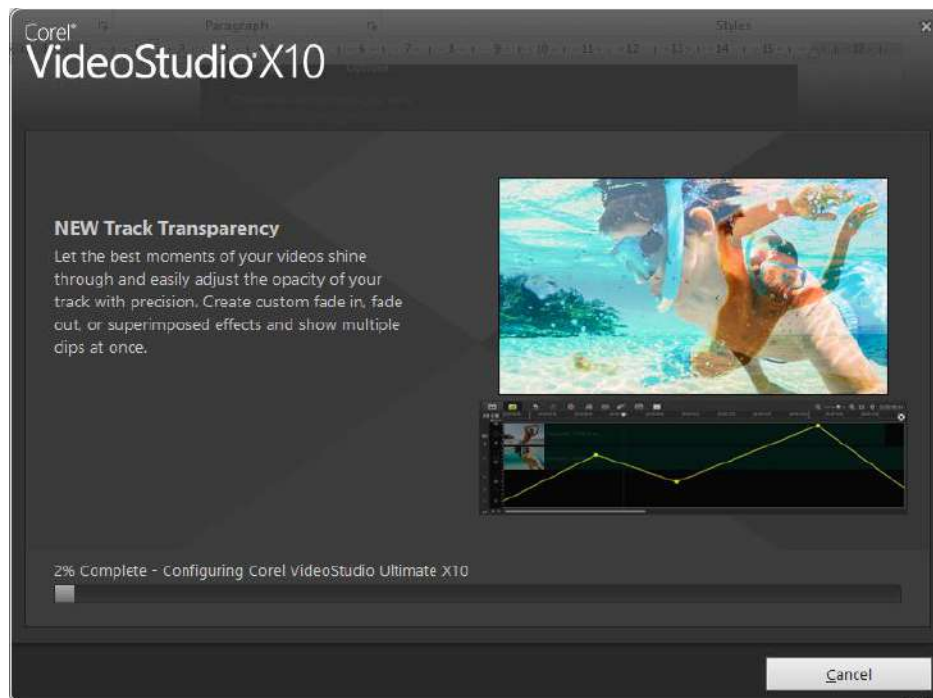 Corel®
Paragraph
Styles
VideoStudio®X10
NEW Track Transparency
Let the best moments of your videos shine
through and easily adjust the opacity of your
track with precision. Create custom fade in, fade
out, or superimposed effects and show multiple
clips at once.
2% Complete - Configuring Corel VideoStudio Ultimate X10
Cancel